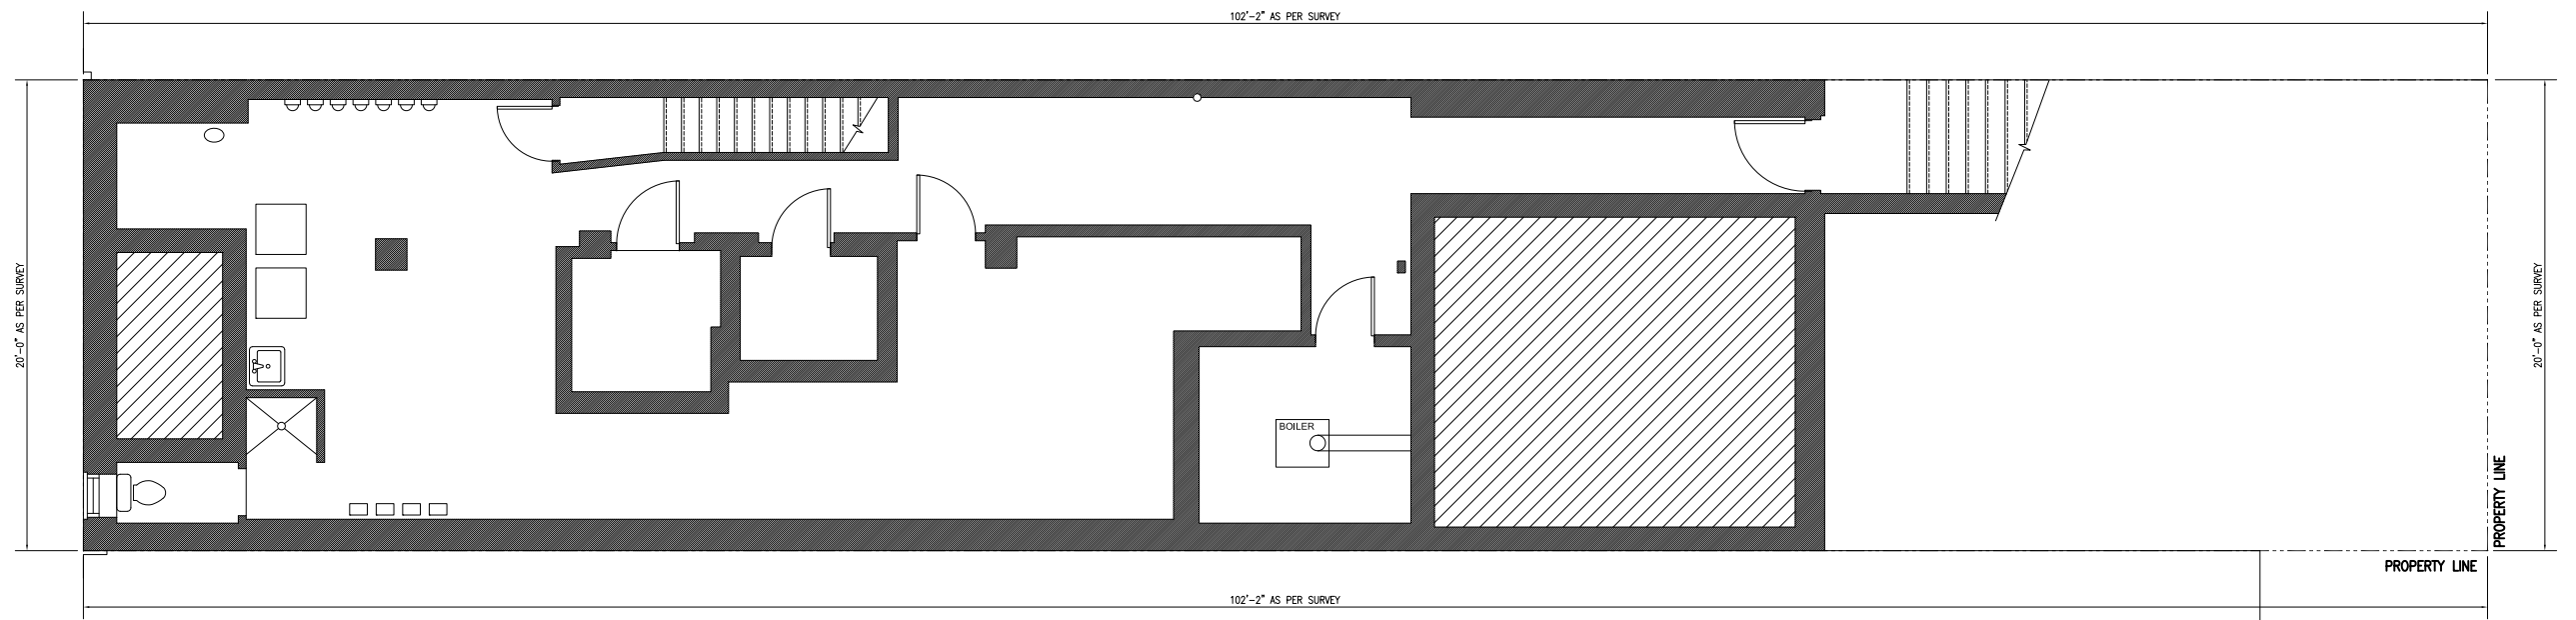 102'-2" AS PER SURVEY
20'-0" AS PER SURVEY
20'-0" AS PER SURVEY
BOILER
PROPERTY LINE
PROPERTY LINE
102'-2" AS PER SURVEY